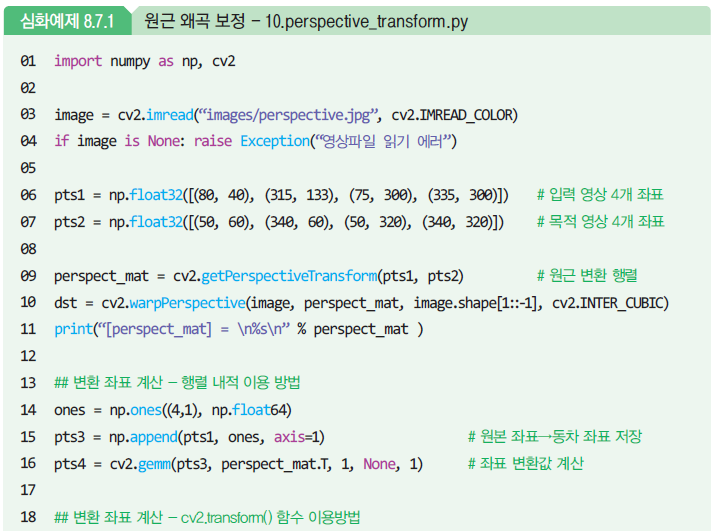 심화예제 8.7.1 원근 왜곡 보정 – 10.perspective_transform.py
01 import numpy as np, cv2
02
03 image = cv2.imread(“images/perspective.jpg”, cv2.IMREAD_COLOR)
04 if image is None: raise Exception(“영상파일 읽기 에러”)
05
06 pts1 = np.float32([(80, 40), (315, 133), (75, 300), (335, 300)]) # 입력 영상 4개 좌표
07 pts2 = np.float32([(50, 60), (340, 60), (50, 320), (340, 320)]) # 목적 영상 4개 좌표
08
09 perspect_mat = cv2.getPerspectiveTransform(pts1, pts2) # 원근 변환 행렬
10 dst = cv2.warpPerspective(image, perspect_mat, image.shape[1::-1], cv2.INTER_CUBIC)
11 print(“[perspect_mat] = \n%s\n” % perspect_mat )
12
13 ## 변환 좌표 계산 – 행렬 내적 이용 방법
14 ones = np.ones((4,1), np.float64)
15 pts3 = np.append(pts1, ones, axis=1) # 원본 좌표→동차 좌표 저장
16 pts4 = cv2.gemm(pts3, perspect_mat.T, 1, None, 1) # 좌표 변환값 계산
17
18 ## 변환 좌표 계산 – cv2.transform() 함수 이용방법